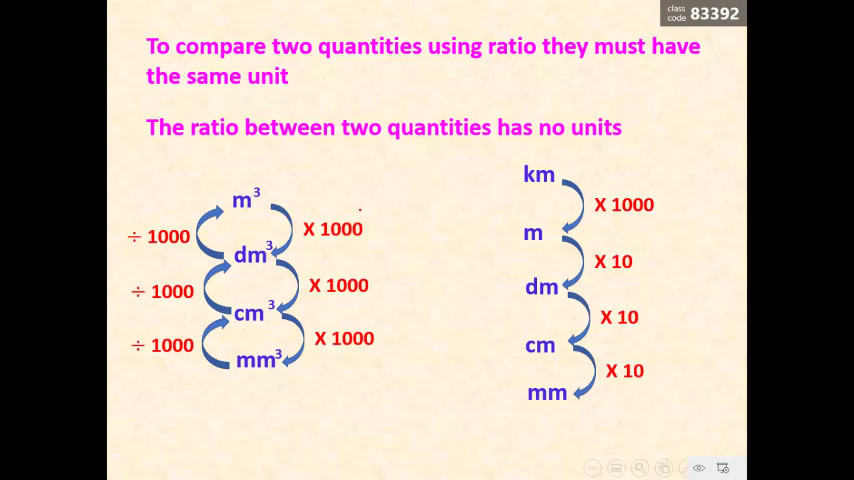 class
code 83392
To compare two quantities using ratio they must have
the same unit
The ratio between two quantities has no units
m³
÷ 1000
X 1000
dm³
÷ 1000
X 1000
cm³
÷ 1000
X 1000
mm³
km
X 1000
m
X 10
dm
X 10
cm
X 10
mm